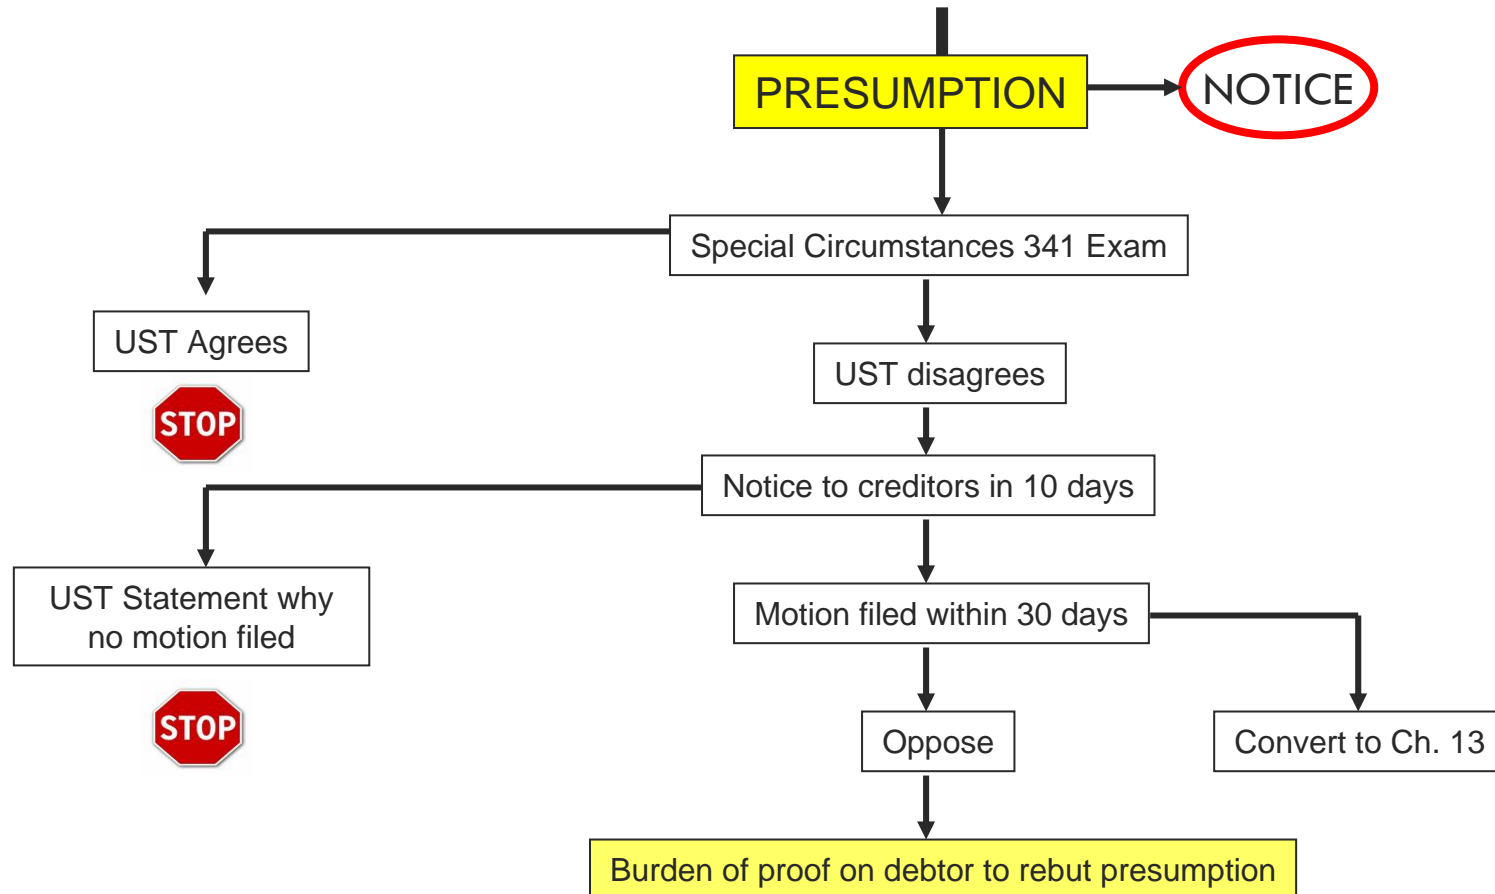 PRESUMPTION
NOTICE
Special Circumstances 341 Exam
UST Agrees
STOP
UST disagrees
Notice to creditors in 10 days
UST Statement why
no motion filed
STOP
Motion filed within 30 days
Oppose
Convert to Ch. 13
Burden of proof on debtor to rebut presumption